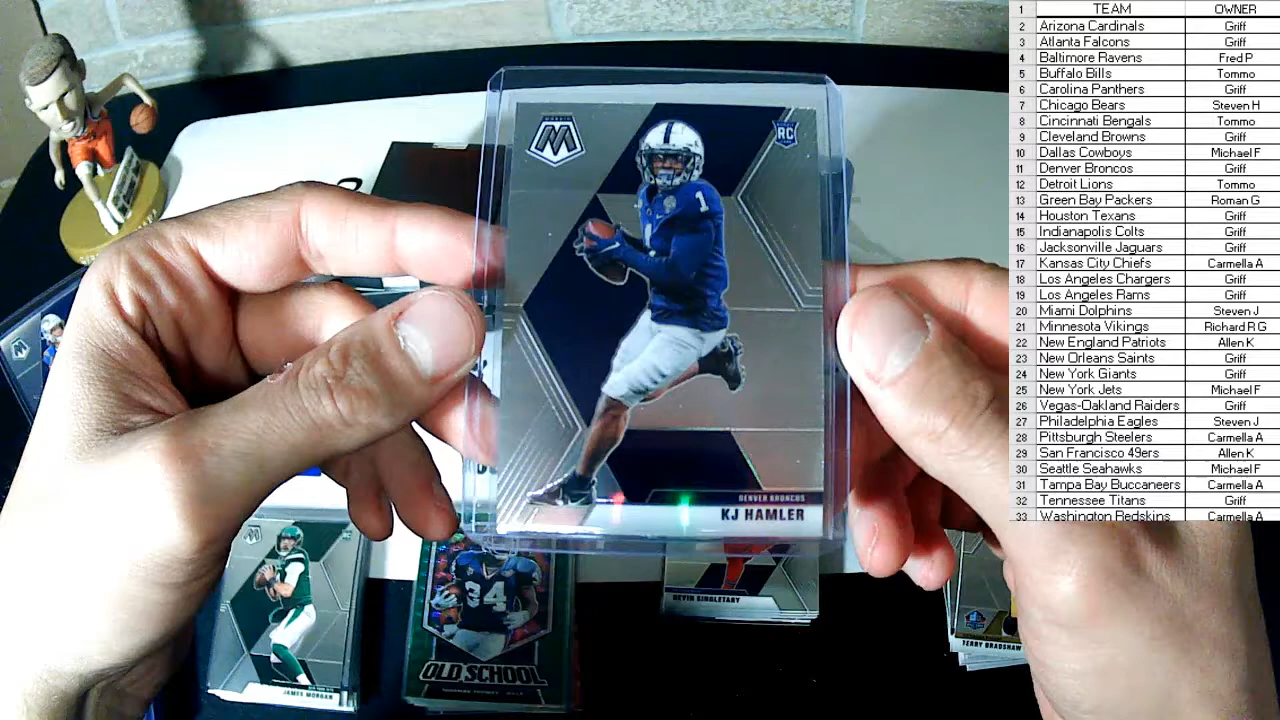 1 TEAM OWNER
2 Arizona Cardinals Griff
3 Atlanta Falcons Griff
4 Baltimore Ravens Fred P
5 Buffalo Bills Tommo
6 Carolina Panthers Griff
7 Chicago Bears Steven H
8 Cincinnati Bengals Tommo
9 Cleveland Browns Griff
10 Dallas Cowboys Michael F
11 Denver Broncos Griff
12 Detroit Lions Tommo
13 Green Bay Packers Roman G
14 Houston Texans Griff
15 Indianapolis Colts Griff
16 Jacksonville Jaguars Griff
17 Kansas City Chiefs Carmella A
18 Los Angeles Chargers Griff
19 Los Angeles Rams Griff
20 Miami Dolphins Steven J
21 Minnesota Vikings Richard R G
22 New England Patriots Allen K
23 New Orleans Saints Griff
24 New York Giants Griff
25 New York Jets Michael F
26 Vegas-Oakland Raiders Griff
27 Philadelphia Eagles Steven J
28 Pittsburgh Steelers Carmella A
29 San Francisco 49ers Allen K
30 Seattle Seahawks Michael F
31 Tampa Bay Buccaneers Carmella A
32 Tennessee Titans Griff
33 Washington Redskins Carmella A
MOSAIC
M
RC
1
1
DENVER BRONCOS
KJ HAMLER
JAMES MORGAN
34
OLD SCHOOL
THURMAN THOMAS
DEVIN SINGLETARY
TERRY BRADSHAW